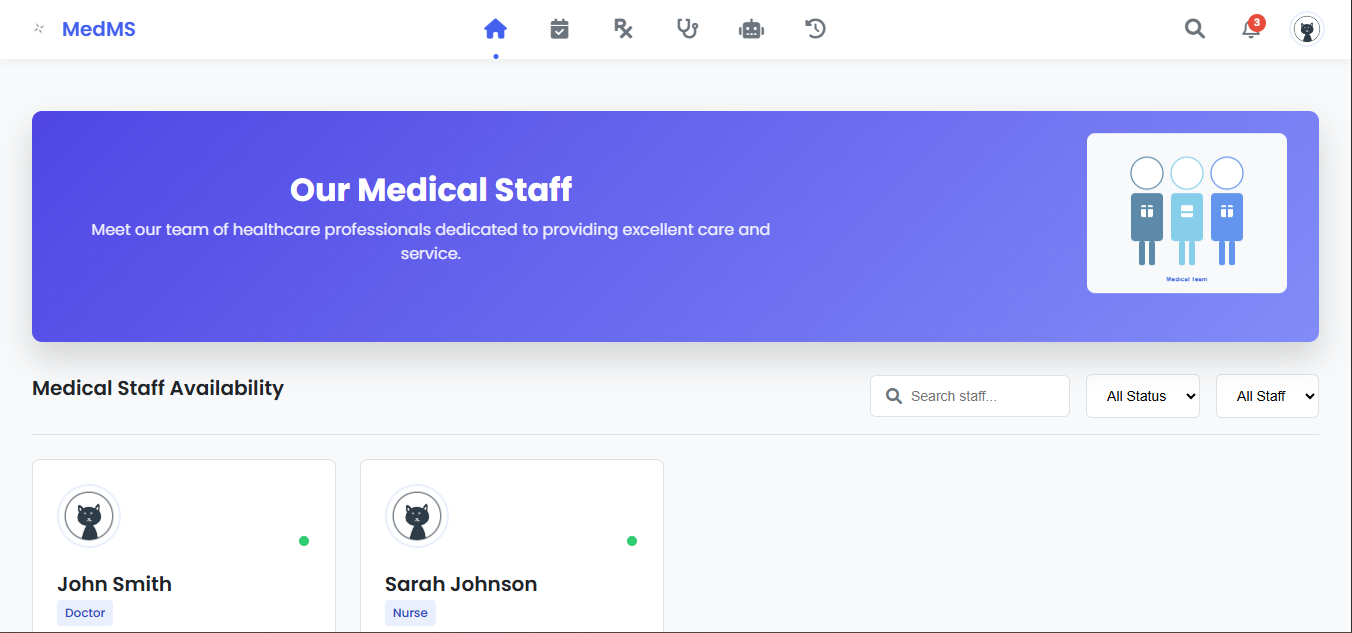 MedMS
3
Our Medical Staff
Meet our team of healthcare professionals dedicated to providing excellent care and
service.
Medical Team
Medical Staff Availability
Search staff...
All Status
All Staff
John Smith
Sarah Johnson
Doctor
Nurse